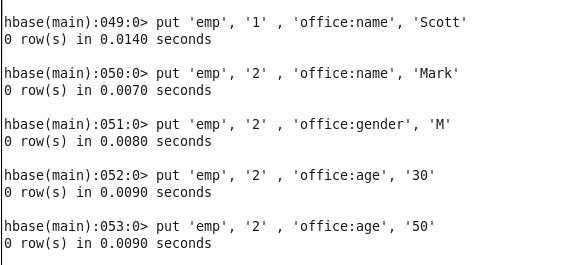 hbase(main):049:0> put 'emp', '1' , 'office:name', 'Scott'
0 row(s) in 0.0140 seconds
hbase(main):050:0> put 'emp', '2' , 'office:name', 'Mark'
0 row(s) in 0.0070 seconds
hbase(main):051:0> put 'emp', '2' , 'office:gender', 'M'
0 row(s) in 0.0080 seconds
hbase(main):052:0> put 'emp', '2' , 'office:age', '30'
0 row(s) in 0.0090 seconds
hbase(main):053:0> put 'emp', '2' , 'office:age', '50'
0 row(s) in 0.0090 seconds